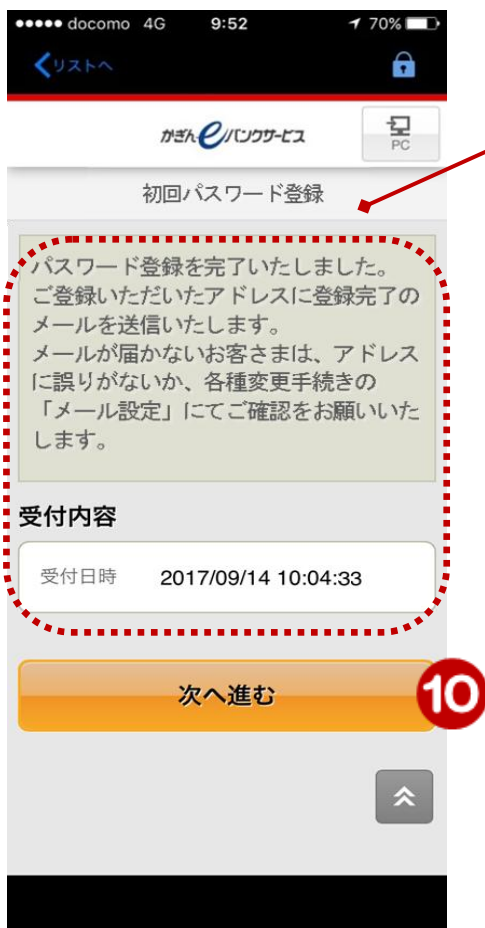 docomo 4G 9:52 70%
リストへ
かぎんeバンクサービス
PC
初回パスワード登録
パスワード登録を完了いたしました。
ご登録いただいたアドレスに登録完了の
メールを送信いたします。
メールが届かないお客さまは、アドレス
に誤りがないか、各種変更手続きの
「メール設定」にてご確認をお願いいた
します。
受付内容
受付日時 2017/09/14 10:04:33
次へ進む
10